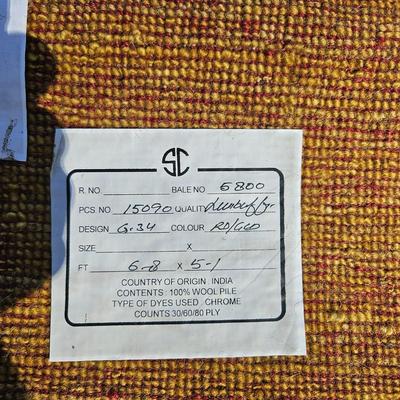 SC
R. NO. BALE NO 6800
PCS. NO. 15090 QUALITY
DESIGN G.34 COLOUR RD/GLD
SIZE X
FT 6-8 X 5-1
COUNTRY OF ORIGIN : INDIA
CONTENTS : 100% WOOL PILE
TYPE OF DYES USED : CHROME
COUNTS 30/60/80 PLY